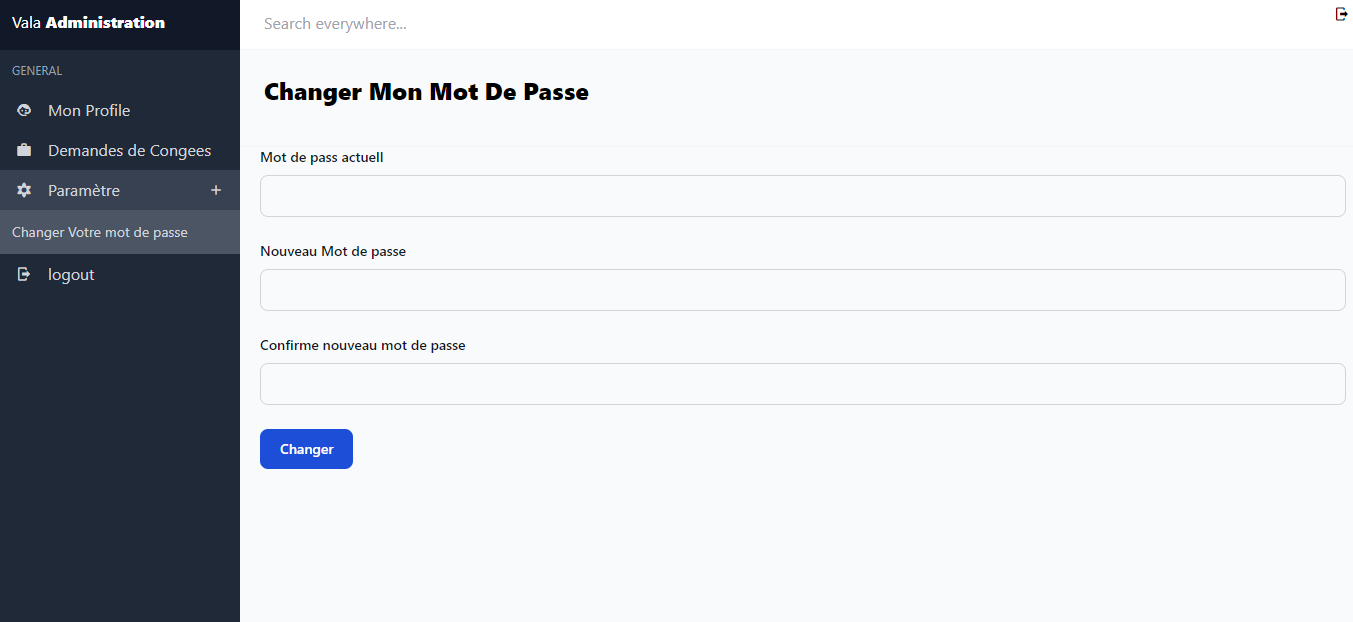 Vala Administration
Search everywhere...
GENERAL
Mon Profile
Demandes de Congees
Paramètre +
Changer Votre mot de passe
logout
Changer Mon Mot De Passe
Mot de pass actuell
Nouveau Mot de passe
Confirme nouveau mot de passe
Changer